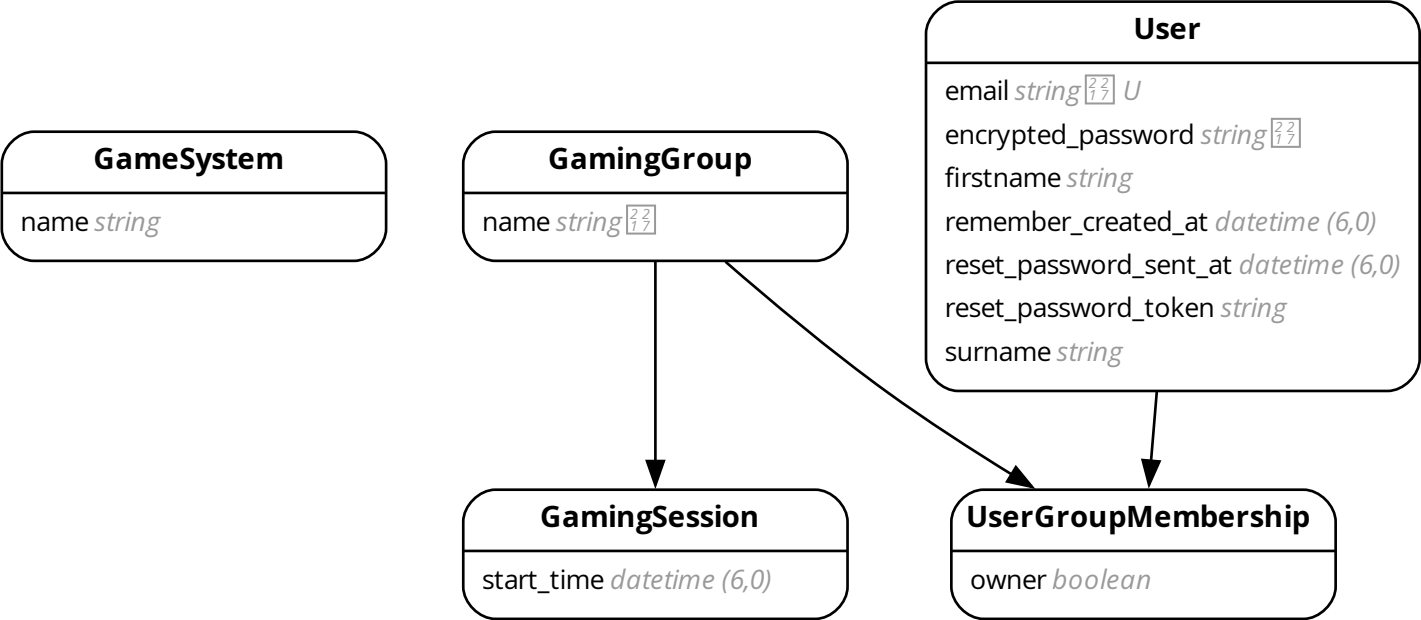 User
email string U
encrypted_password string
firstname string
remember_created_at datetime (6,0)
reset_password_sent_at datetime (6,0)
reset_password_token string
surname string
GameSystem
name string
GamingGroup
name string
GamingSession
start_time datetime (6,0)
UserGroupMembership
owner boolean